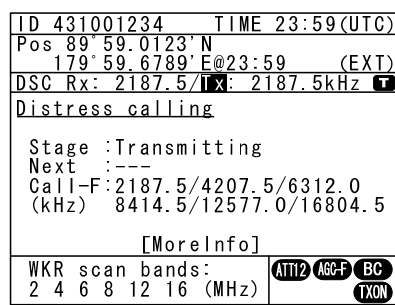 ID 431001234 TIME 23:59(UTC)
Pos 89°59.0123'N
179°59.6789'E@23:59 (EXT)
DSC Rx: 2187.5/Tx: 2187.5kHz T
Distress calling
Stage :Transmitting
Next :---
Call-F:2187.5/4207.5/6312.0
(kHz) 8414.5/12577.0/16804.5
[MoreInfo]
WKR scan bands: ATT12 AGC-F BC
2 4 6 8 12 16 (MHz) TXON